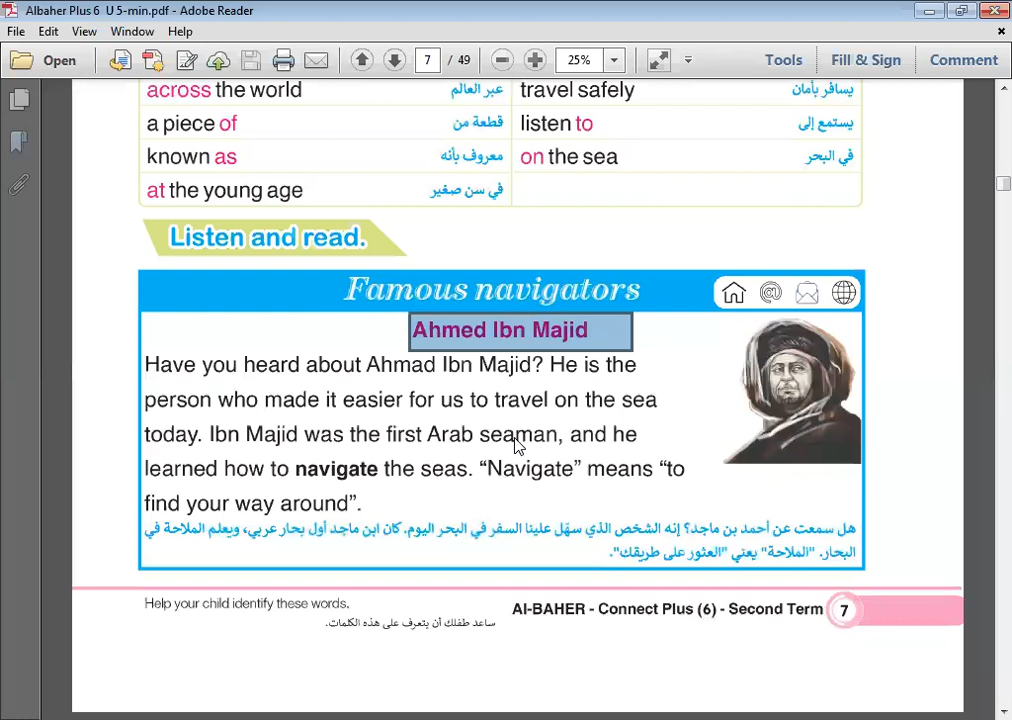 Albaher Plus 6 U 5-min.pdf - Adobe Reader
File Edit View Window Help
Open 7 / 49 25% Tools Fill & Sign Comment
across the world عبر العالم travel safely يسافر بأمان
a piece of قطعة من listen to يستمع إلى
known as معروف بأنه on the sea في البحر
at the young age في سن صغير
Listen and read.
Famous navigators
Ahmed Ibn Majid
Have you heard about Ahmad Ibn Majid? He is the
person who made it easier for us to travel on the sea
today. Ibn Majid was the first Arab seaman, and he
learned how to navigate the seas. “Navigate” means “to
find your way around”.
هل سمعت عن أحمد بن ماجد؟ إنه الشخص الذي سهّل علينا السفر في البحر اليوم. كان ابن ماجد أول بحار عربي، ويعلم الملاحة في
البحار. "الملاحة" يعني "العثور على طريقك".
Help your child identify these words.
ساعد طفلك أن يتعرف على هذه الكلمات.
Al-BAHER - Connect Plus (6) - Second Term 7